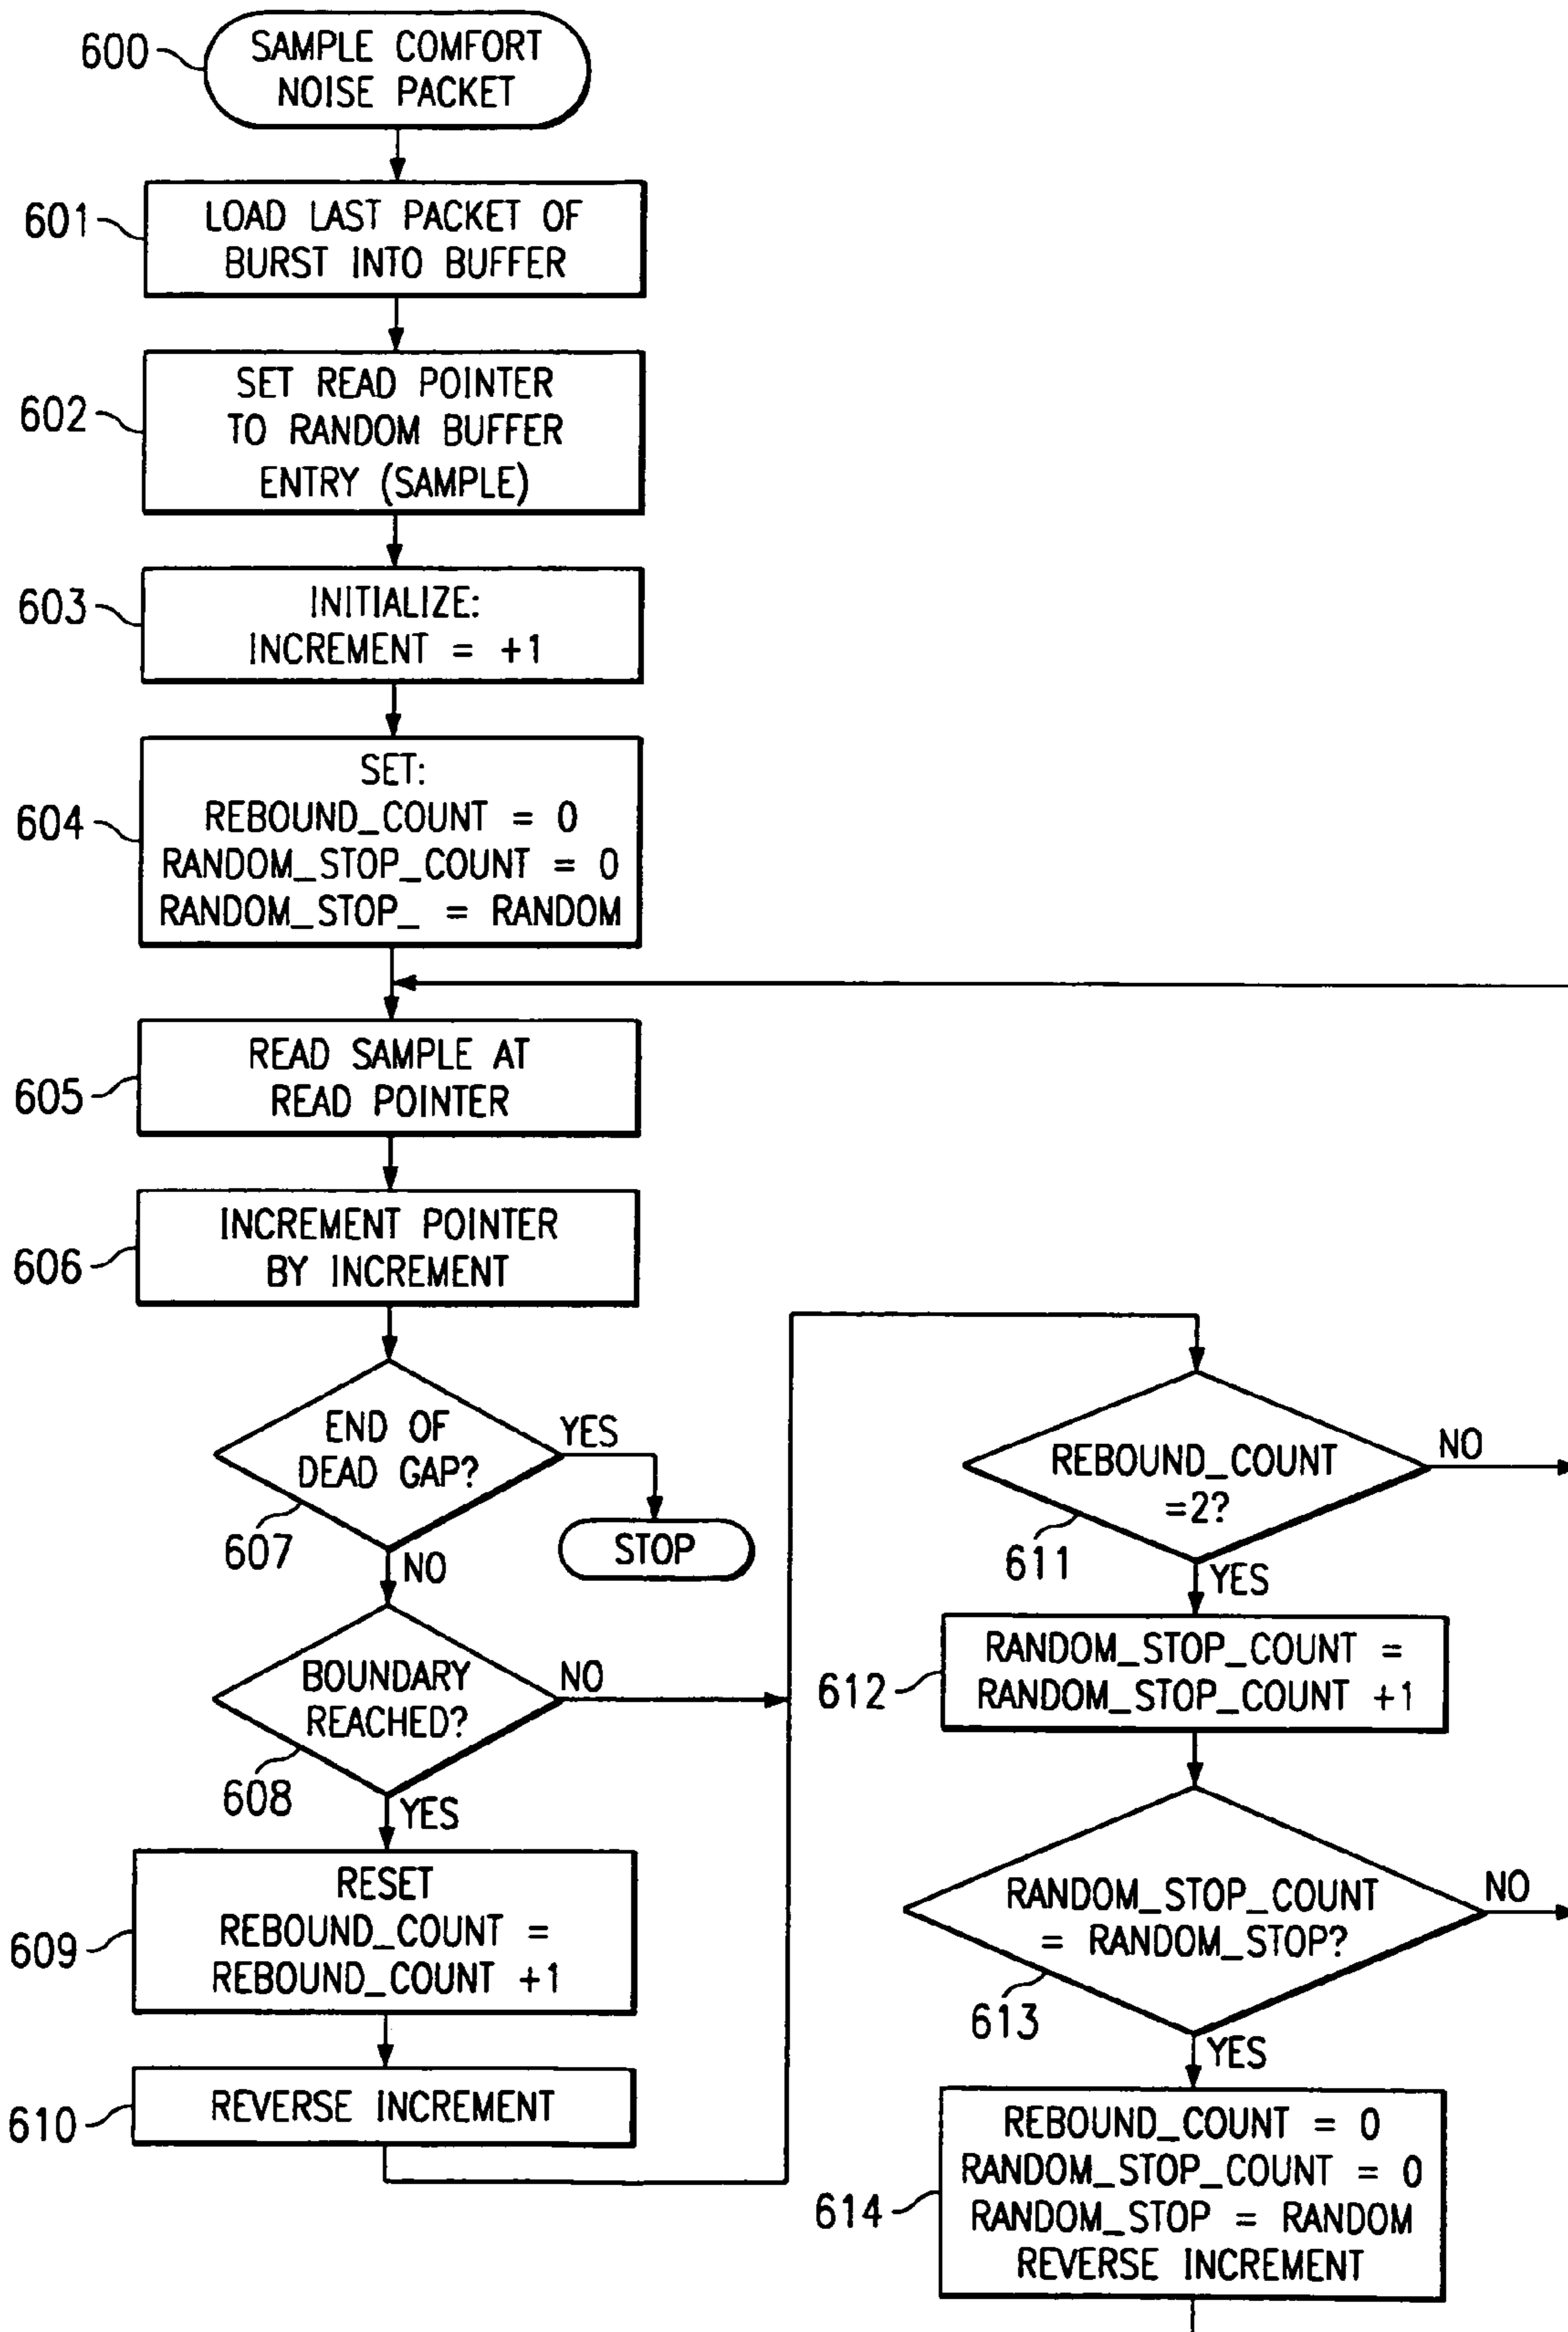 600
SAMPLE COMFORT
NOISE PACKET
601
LOAD LAST PACKET OF
BURST INTO BUFFER
602
SET READ POINTER
TO RANDOM BUFFER
ENTRY (SAMPLE)
603
INITIALIZE:
INCREMENT = +1
604
SET:
REBOUND_COUNT = 0
RANDOM_STOP_COUNT = 0
RANDOM_STOP_ = RANDOM
605
READ SAMPLE AT
READ POINTER
606
INCREMENT POINTER
BY INCREMENT
607
END OF
DEAD GAP?
YES
STOP
NO
608
BOUNDARY
REACHED?
NO
YES
609
RESET
REBOUND_COUNT =
REBOUND_COUNT +1
610
REVERSE INCREMENT
611
REBOUND_COUNT
=2?
NO
YES
612
RANDOM_STOP_COUNT =
RANDOM_STOP_COUNT +1
613
RANDOM_STOP_COUNT
= RANDOM_STOP?
NO
YES
614
REBOUND_COUNT = 0
RANDOM_STOP_COUNT = 0
RANDOM_STOP = RANDOM
REVERSE INCREMENT